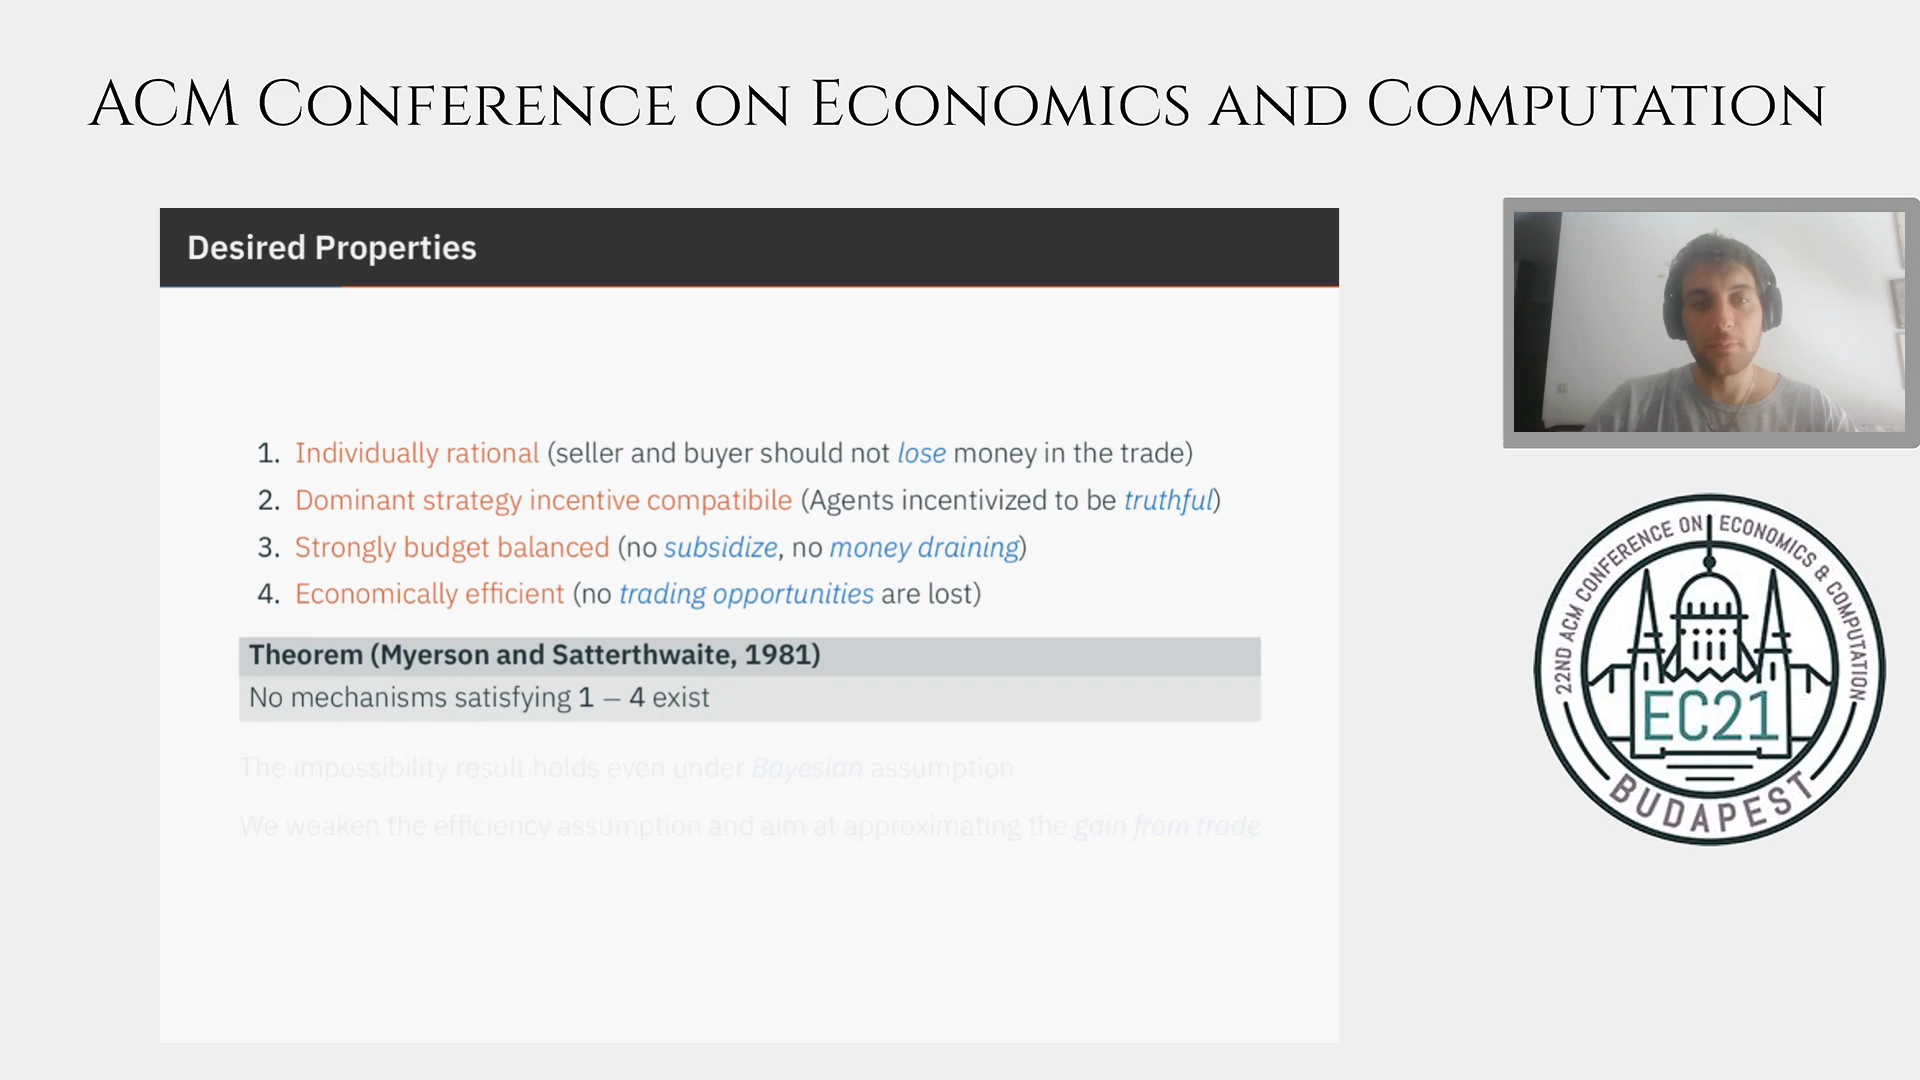 ACM Conference on Economics and Computation
Desired Properties
1. Individually rational (seller and buyer should not lose money in the trade)
2. Dominant strategy incentive compatibile (Agents incentivized to be truthful)
3. Strongly budget balanced (no subsidize, no money draining)
4. Economically efficient (no trading opportunities are lost)
Theorem (Myerson and Satterthwaite, 1981)
No mechanisms satisfying 1 – 4 exist
The impossibility result holds even under Bayesian assumption
We weaken the efficiency assumption and aim at approximating the gain from trade
22ND ACM CONFERENCE ON ECONOMICS & COMPUTATION
EC21
BUDAPEST